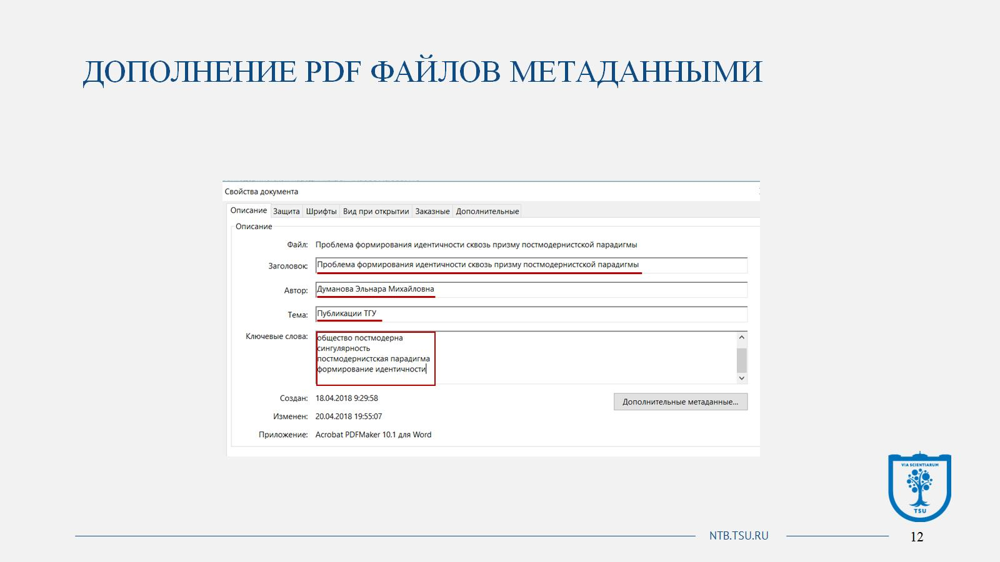 ДОПОЛНЕНИЕ PDF ФАЙЛОВ МЕТАДАННЫМИ
Свойства документа
Описание Защита Шрифты Вид при открытии Заказные Дополнительные
Описание
Файл: Проблема формирования идентичности сквозь призму постмодернистской парадигмы
Заголовок: Проблема формирования идентичности сквозь призму постмодернистской парадигмы
Автор: Думанова Эльнара Михайловна
Тема: Публикации ТГУ
Ключевые слова: общество постмодерна
сингулярность
постмодернистская парадигма
формирование идентичности
Создан: 18.04.2018 9:29:58
Дополнительные метаданные...
Изменен: 20.04.2018 19:55:07
Приложение: Acrobat PDFMaker 10.1 для Word
VIA SCIENTIARUM
TSU
NTB.TSU.RU
12